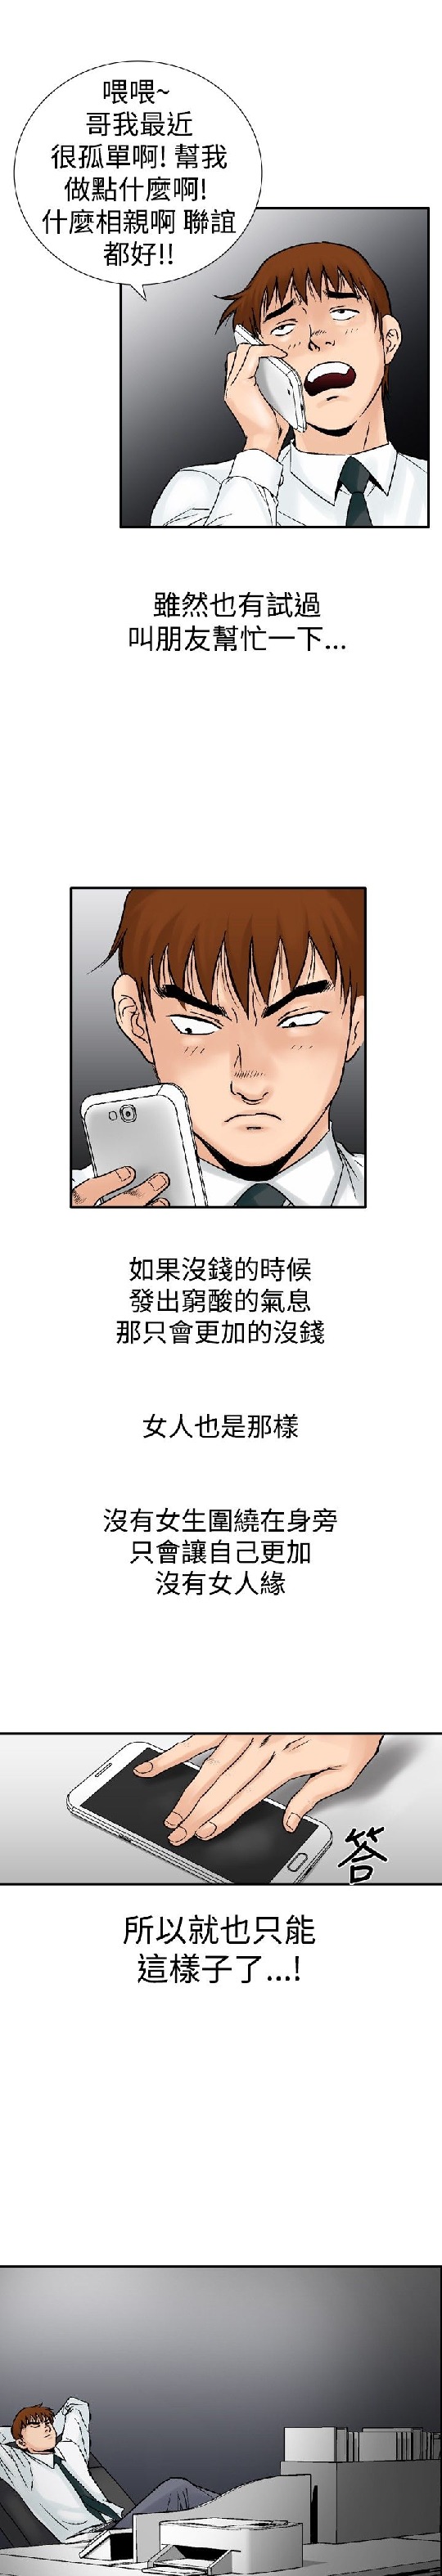 喂喂~
哥我最近
很孤單啊! 幫我
做點什麼啊!
什麼相親啊 聯誼
都好!!
雖然也有試過
叫朋友幫忙一下...
如果沒錢的時候
發出窮酸的氣息
那只會更加的沒錢
女人也是那樣
沒有女生圍繞在身旁
只會讓自己更加
沒有女人緣
答
所以就也只能
這樣子了...!